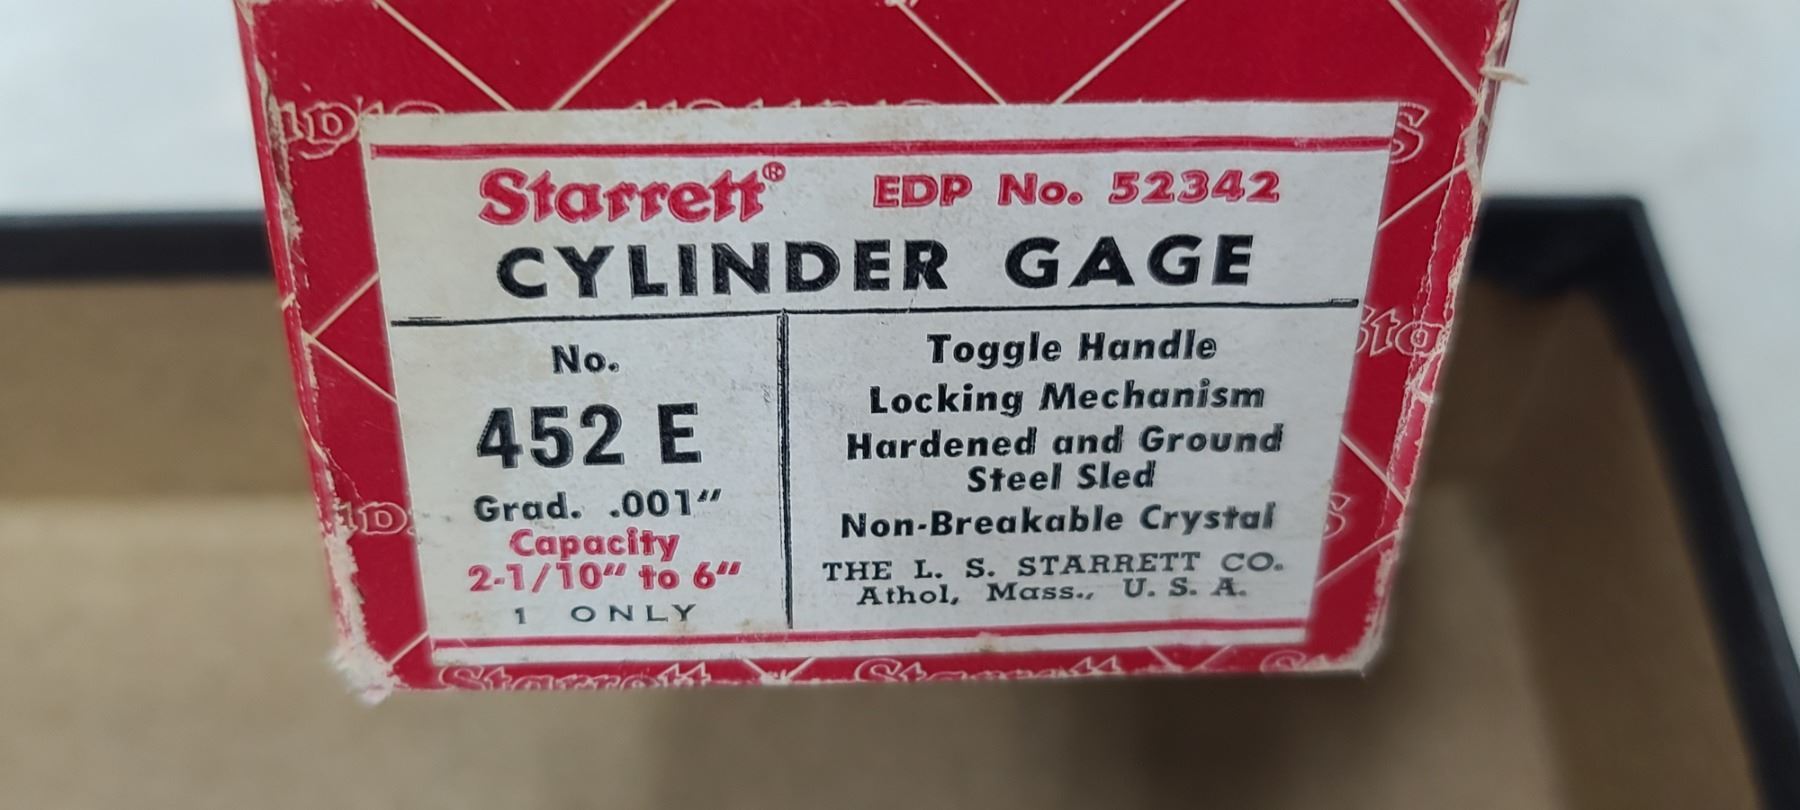 Starrett® EDP No. 52342
CYLINDER GAGE
No.
452 E
Grad. .001"
Capacity
2-1/10" to 6"
1 ONLY
Toggle Handle
Locking Mechanism
Hardened and Ground
Steel Sled
Non-Breakable Crystal
THE L. S. STARRETT CO.
Athol, Mass., U. S. A.
Starrett